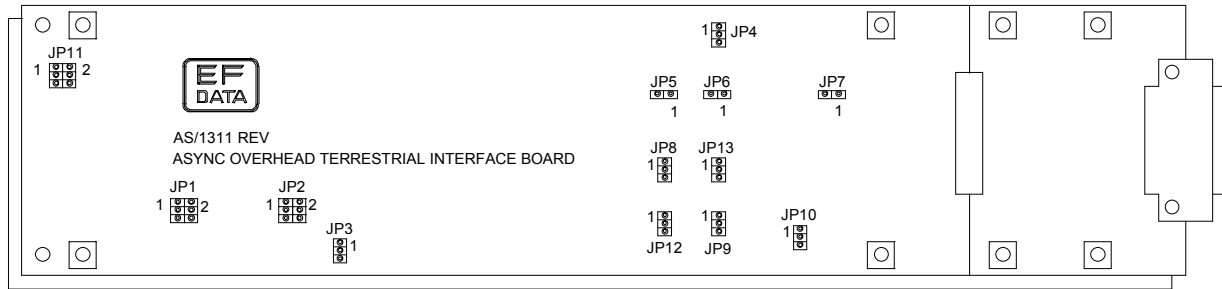 1 JP4
JP11
1 2
EF
DATA
JP5 JP6 JP7
1 1 1
AS/1311 REV
ASYNC OVERHEAD TERRESTRIAL INTERFACE BOARD
JP8 JP13
1 1
JP1 JP2
1 2 1 2
JP3
1
1 1
JP12 JP9
JP10
1